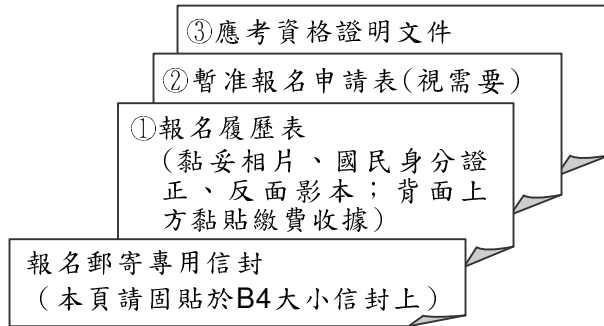 ③應考資格證明文件
②暫准報名申請表(視需要)
①報名履歷表
(黏妥相片、國民身分證
正、反面影本；背面上
方黏貼繳費收據)
報名郵寄專用信封
（本頁請固貼於B4大小信封上）